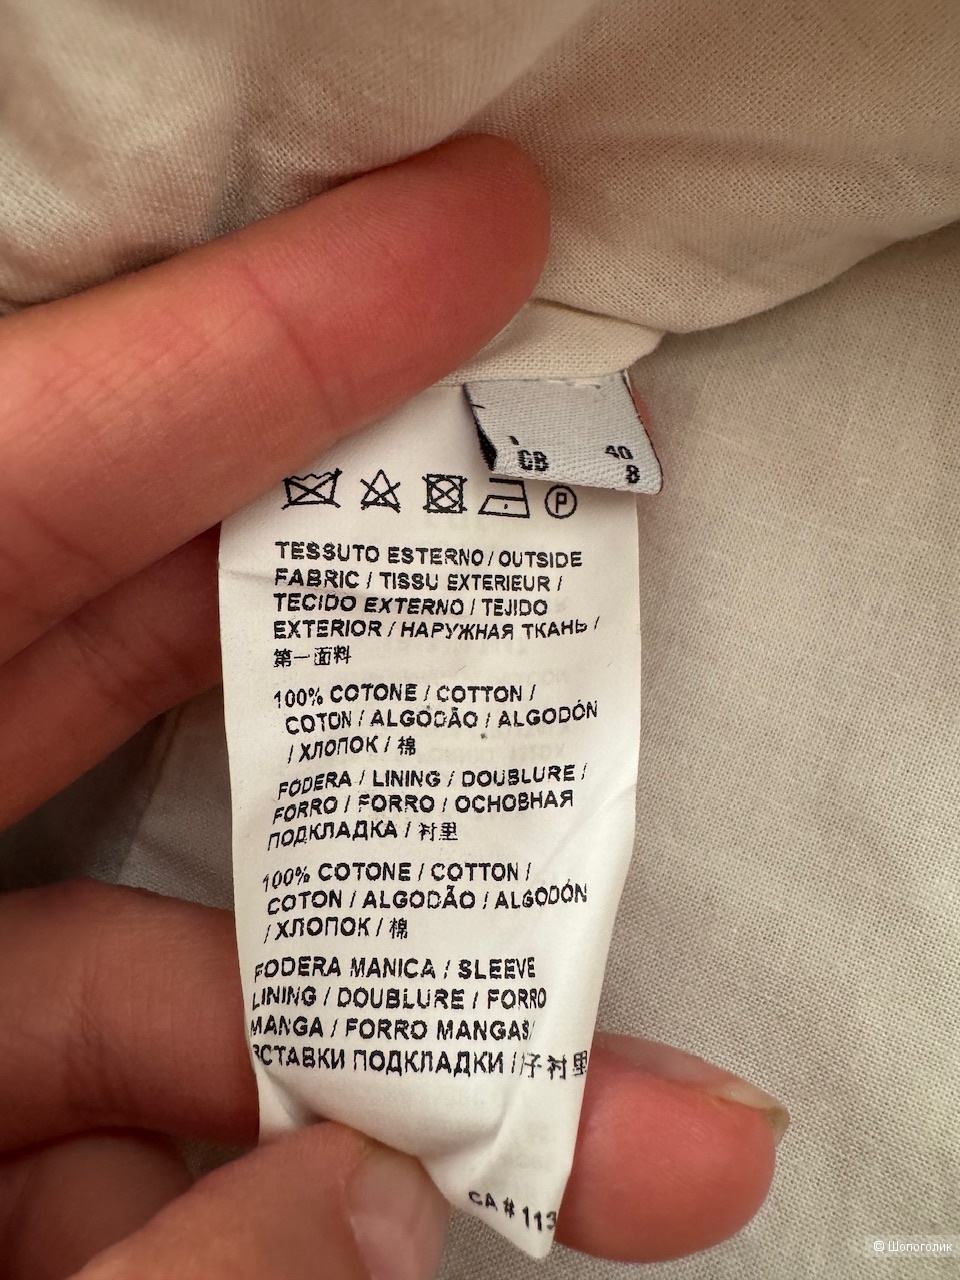 GB
40
8
P
TESSUTO ESTERNO / OUTSIDE
FABRIC / TISSU EXTERIEUR /
TECIDO EXTERNO / TEJIDO
EXTERIOR / НАРУЖНАЯ ТКАНЬ /
第一面料
100% COTONE / COTTON /
COTON / ALGODÃO / ALGODÓN
/ ХЛОПОК / 棉
FODERA / LINING / DOUBLURE /
FORRO / FORRO / ОСНОВНАЯ
ПОДКЛАДКА / 衬里
100% COTONE / COTTON /
COTON / ALGODÃO / ALGODÓN
/ ХЛОПОК / 棉
FODERA MANICA / SLEEVE
LINING / DOUBLURE / FORRO
MANGA / FORRO MANGAS/
ВСТАВКИ ПОДКЛАДКИ / 衬里
CA # 113
© Шопоголик